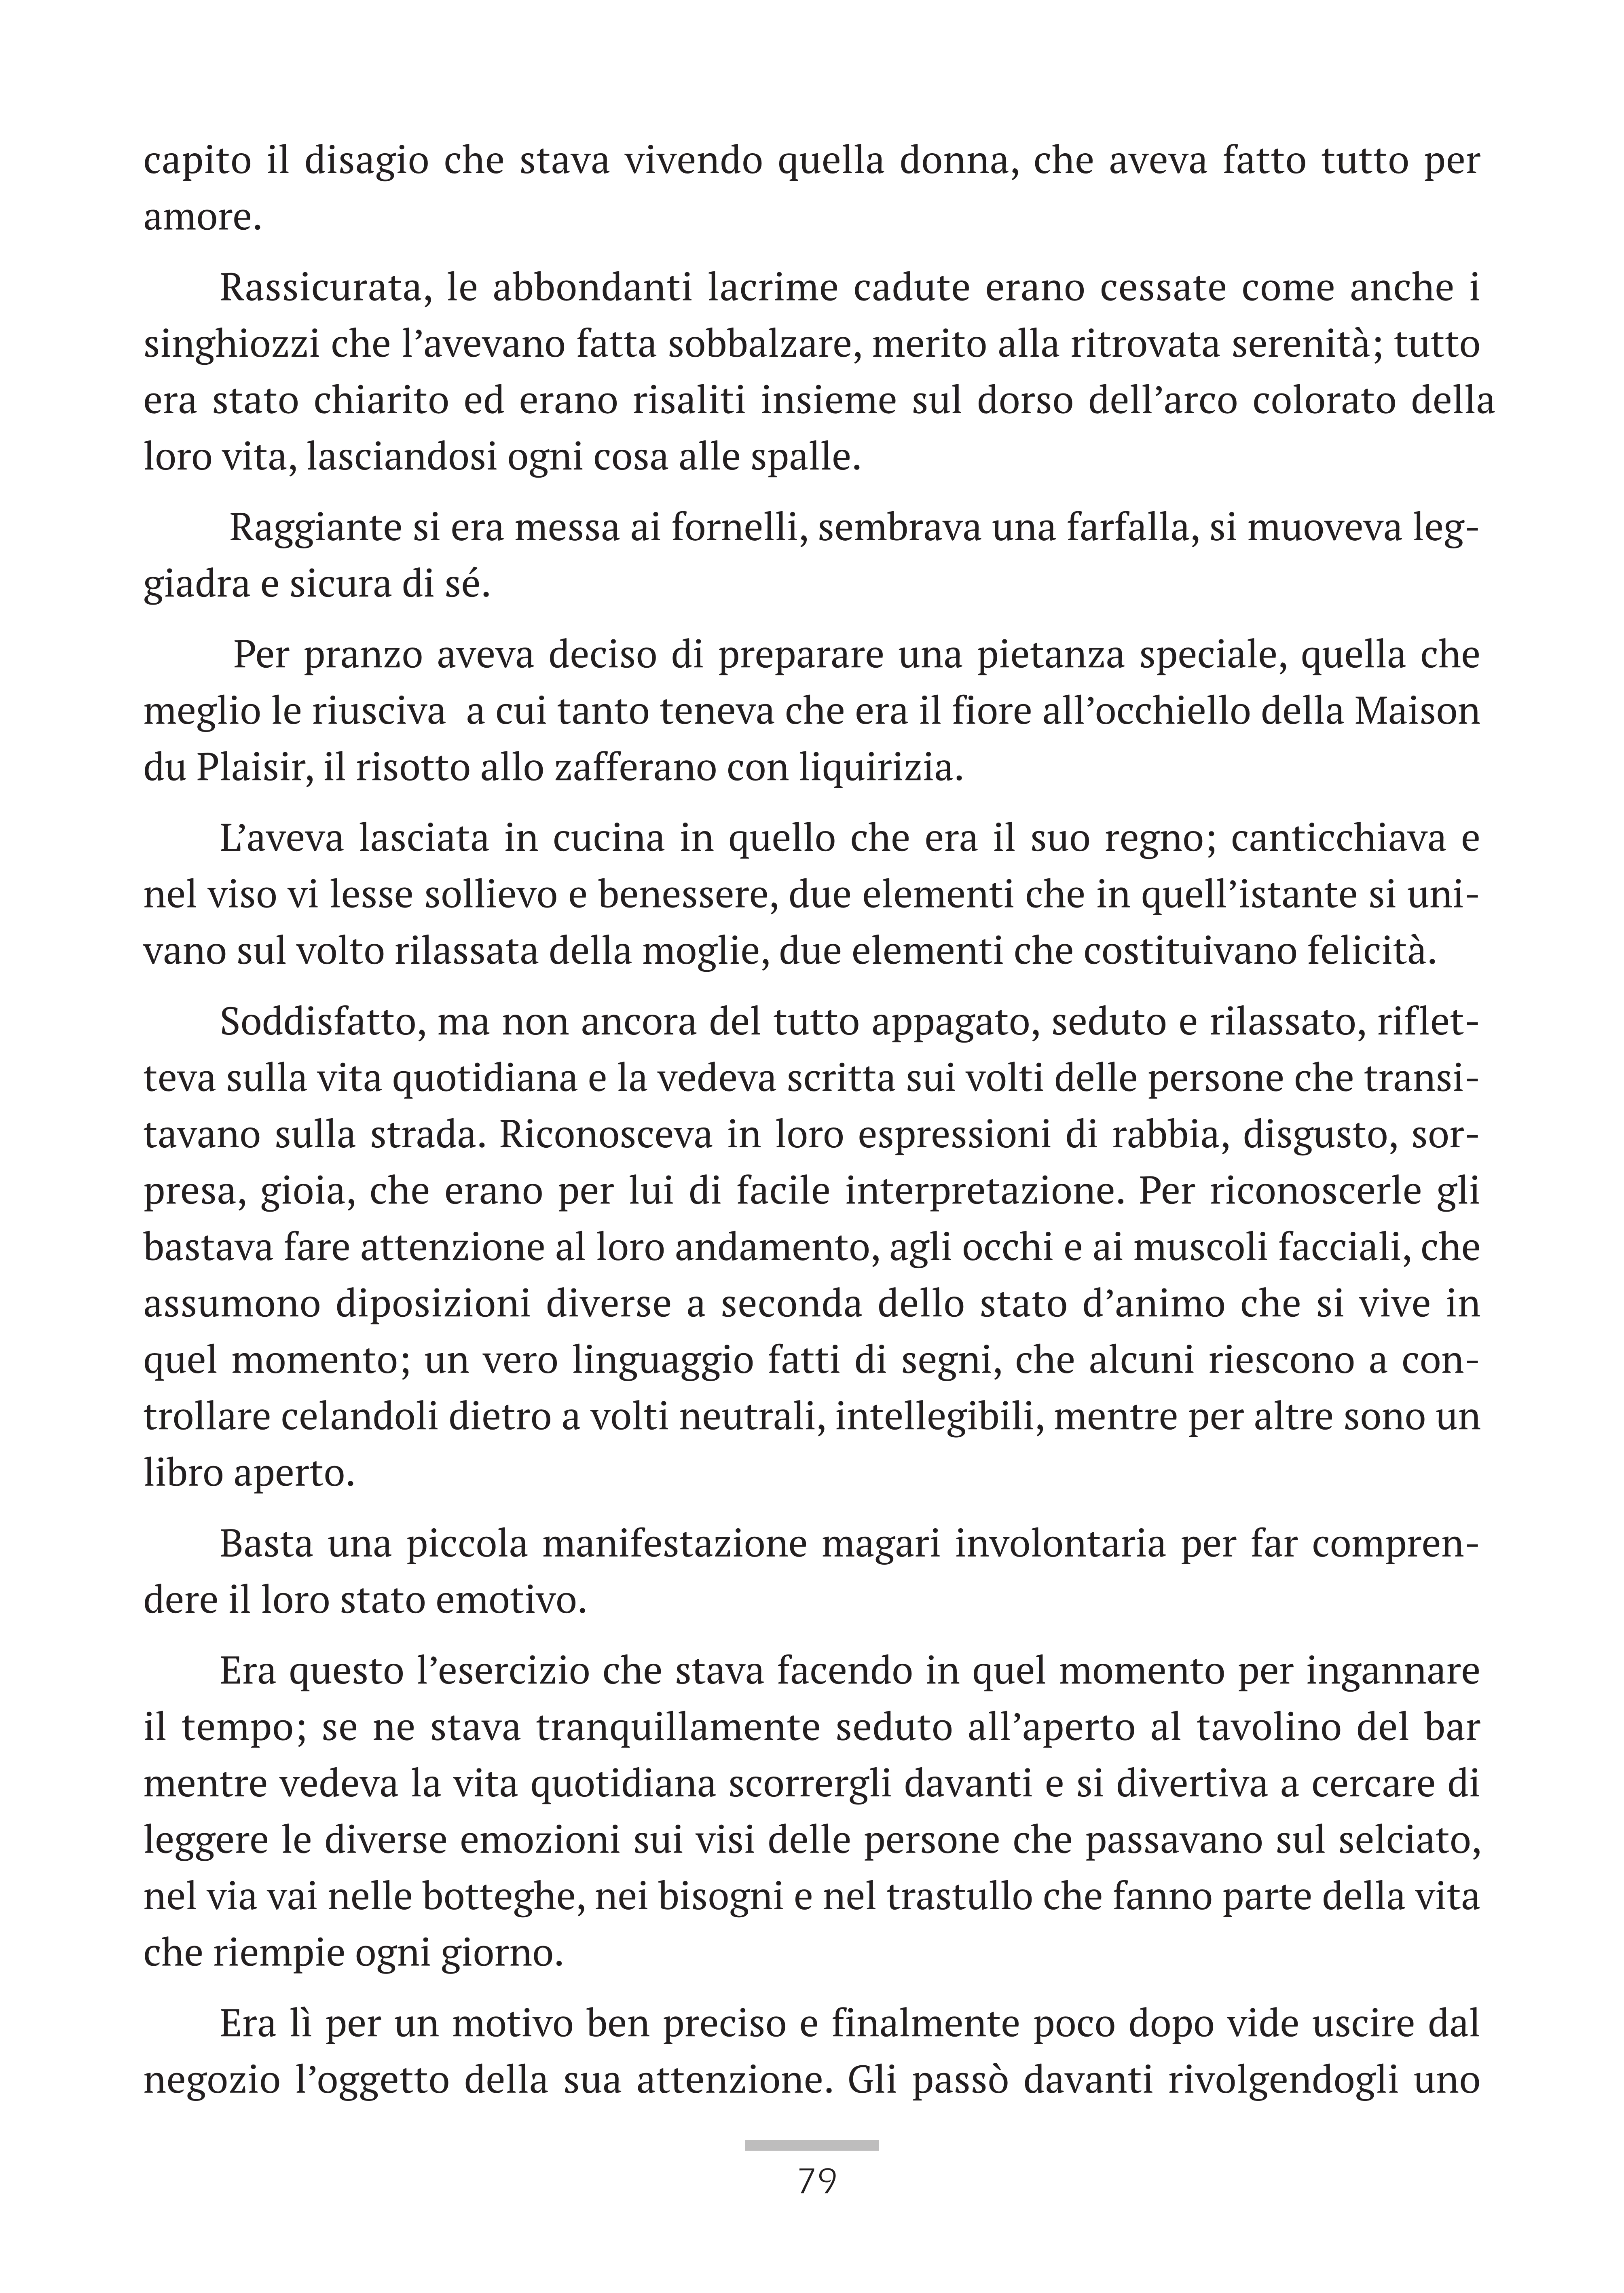 capito il disagio che stava vivendo quella donna, che aveva fatto tutto per
amore.
Rassicurata, le abbondanti lacrime cadute erano cessate come anche i
singhiozzi che l’avevano fatta sobbalzare, merito alla ritrovata serenità; tutto
era stato chiarito ed erano risaliti insieme sul dorso dell’arco colorato della
loro vita, lasciandosi ogni cosa alle spalle.
Raggiante si era messa ai fornelli, sembrava una farfalla, si muoveva leg-
giadra e sicura di sé.
Per pranzo aveva deciso di preparare una pietanza speciale, quella che
meglio le riusciva  a cui tanto teneva che era il fiore all’occhiello della Maison
du Plaisir, il risotto allo zafferano con liquirizia.
L’aveva lasciata in cucina in quello che era il suo regno; canticchiava e
nel viso vi lesse sollievo e benessere, due elementi che in quell’istante si uni-
vano sul volto rilassata della moglie, due elementi che costituivano felicità.
Soddisfatto, ma non ancora del tutto appagato, seduto e rilassato, riflet-
teva sulla vita quotidiana e la vedeva scritta sui volti delle persone che transi-
tavano sulla strada. Riconosceva in loro espressioni di rabbia, disgusto, sor-
presa, gioia, che erano per lui di facile interpretazione. Per riconoscerle gli
bastava fare attenzione al loro andamento, agli occhi e ai muscoli facciali, che
assumono diposizioni diverse a seconda dello stato d’animo che si vive in
quel momento; un vero linguaggio fatti di segni, che alcuni riescono a con-
trollare celandoli dietro a volti neutrali, intellegibili, mentre per altre sono un
libro aperto.
Basta una piccola manifestazione magari involontaria per far compren-
dere il loro stato emotivo.
Era questo l’esercizio che stava facendo in quel momento per ingannare
il tempo; se ne stava tranquillamente seduto all’aperto al tavolino del bar
mentre vedeva la vita quotidiana scorrergli davanti e si divertiva a cercare di
leggere le diverse emozioni sui visi delle persone che passavano sul selciato,
nel via vai nelle botteghe, nei bisogni e nel trastullo che fanno parte della vita
che riempie ogni giorno.
Era lì per un motivo ben preciso e finalmente poco dopo vide uscire dal
negozio l’oggetto della sua attenzione. Gli passò davanti rivolgendogli uno
79